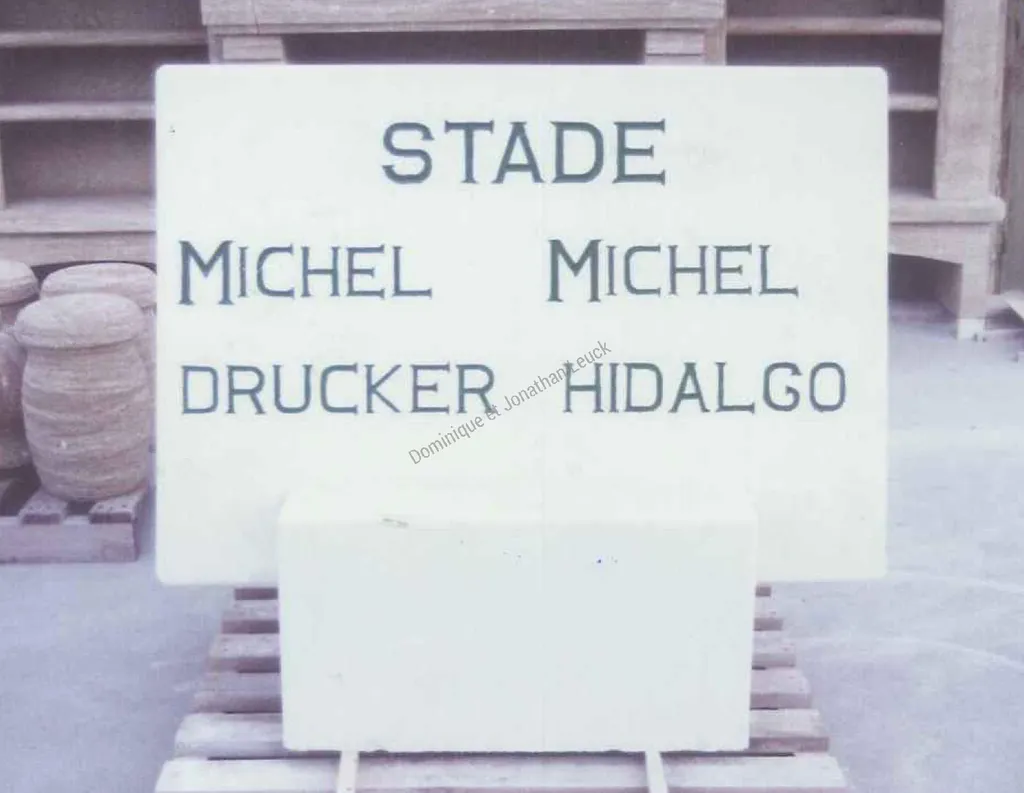 STADE
MICHEL MICHEL
DRUCKER HIDALGO
Dominique et Jonathan Leuck